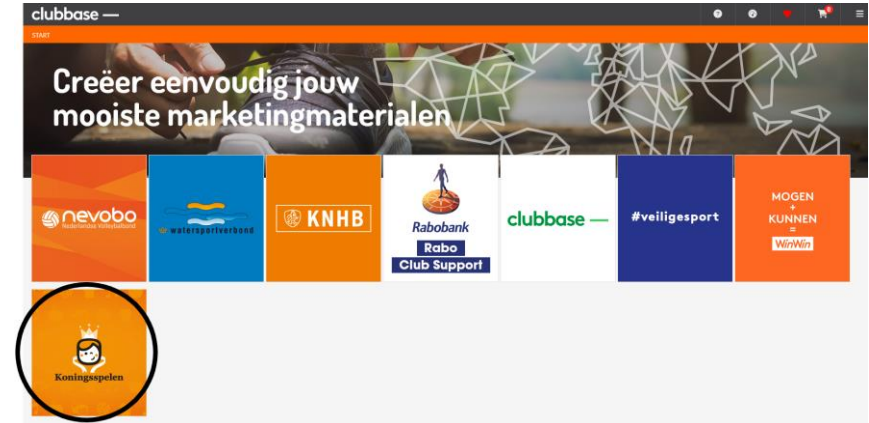 clubbase —
0
START
Creëer eenvoudig jouw
mooiste marketingmaterialen
nevobo
Nederlandse Volleybalbond
watersportverbond
KNHB
Rabobank
Rabo
Club Support
clubbase —
#veiligesport
MOGEN
+
KUNNEN
=
WinWin
Koningsspelen